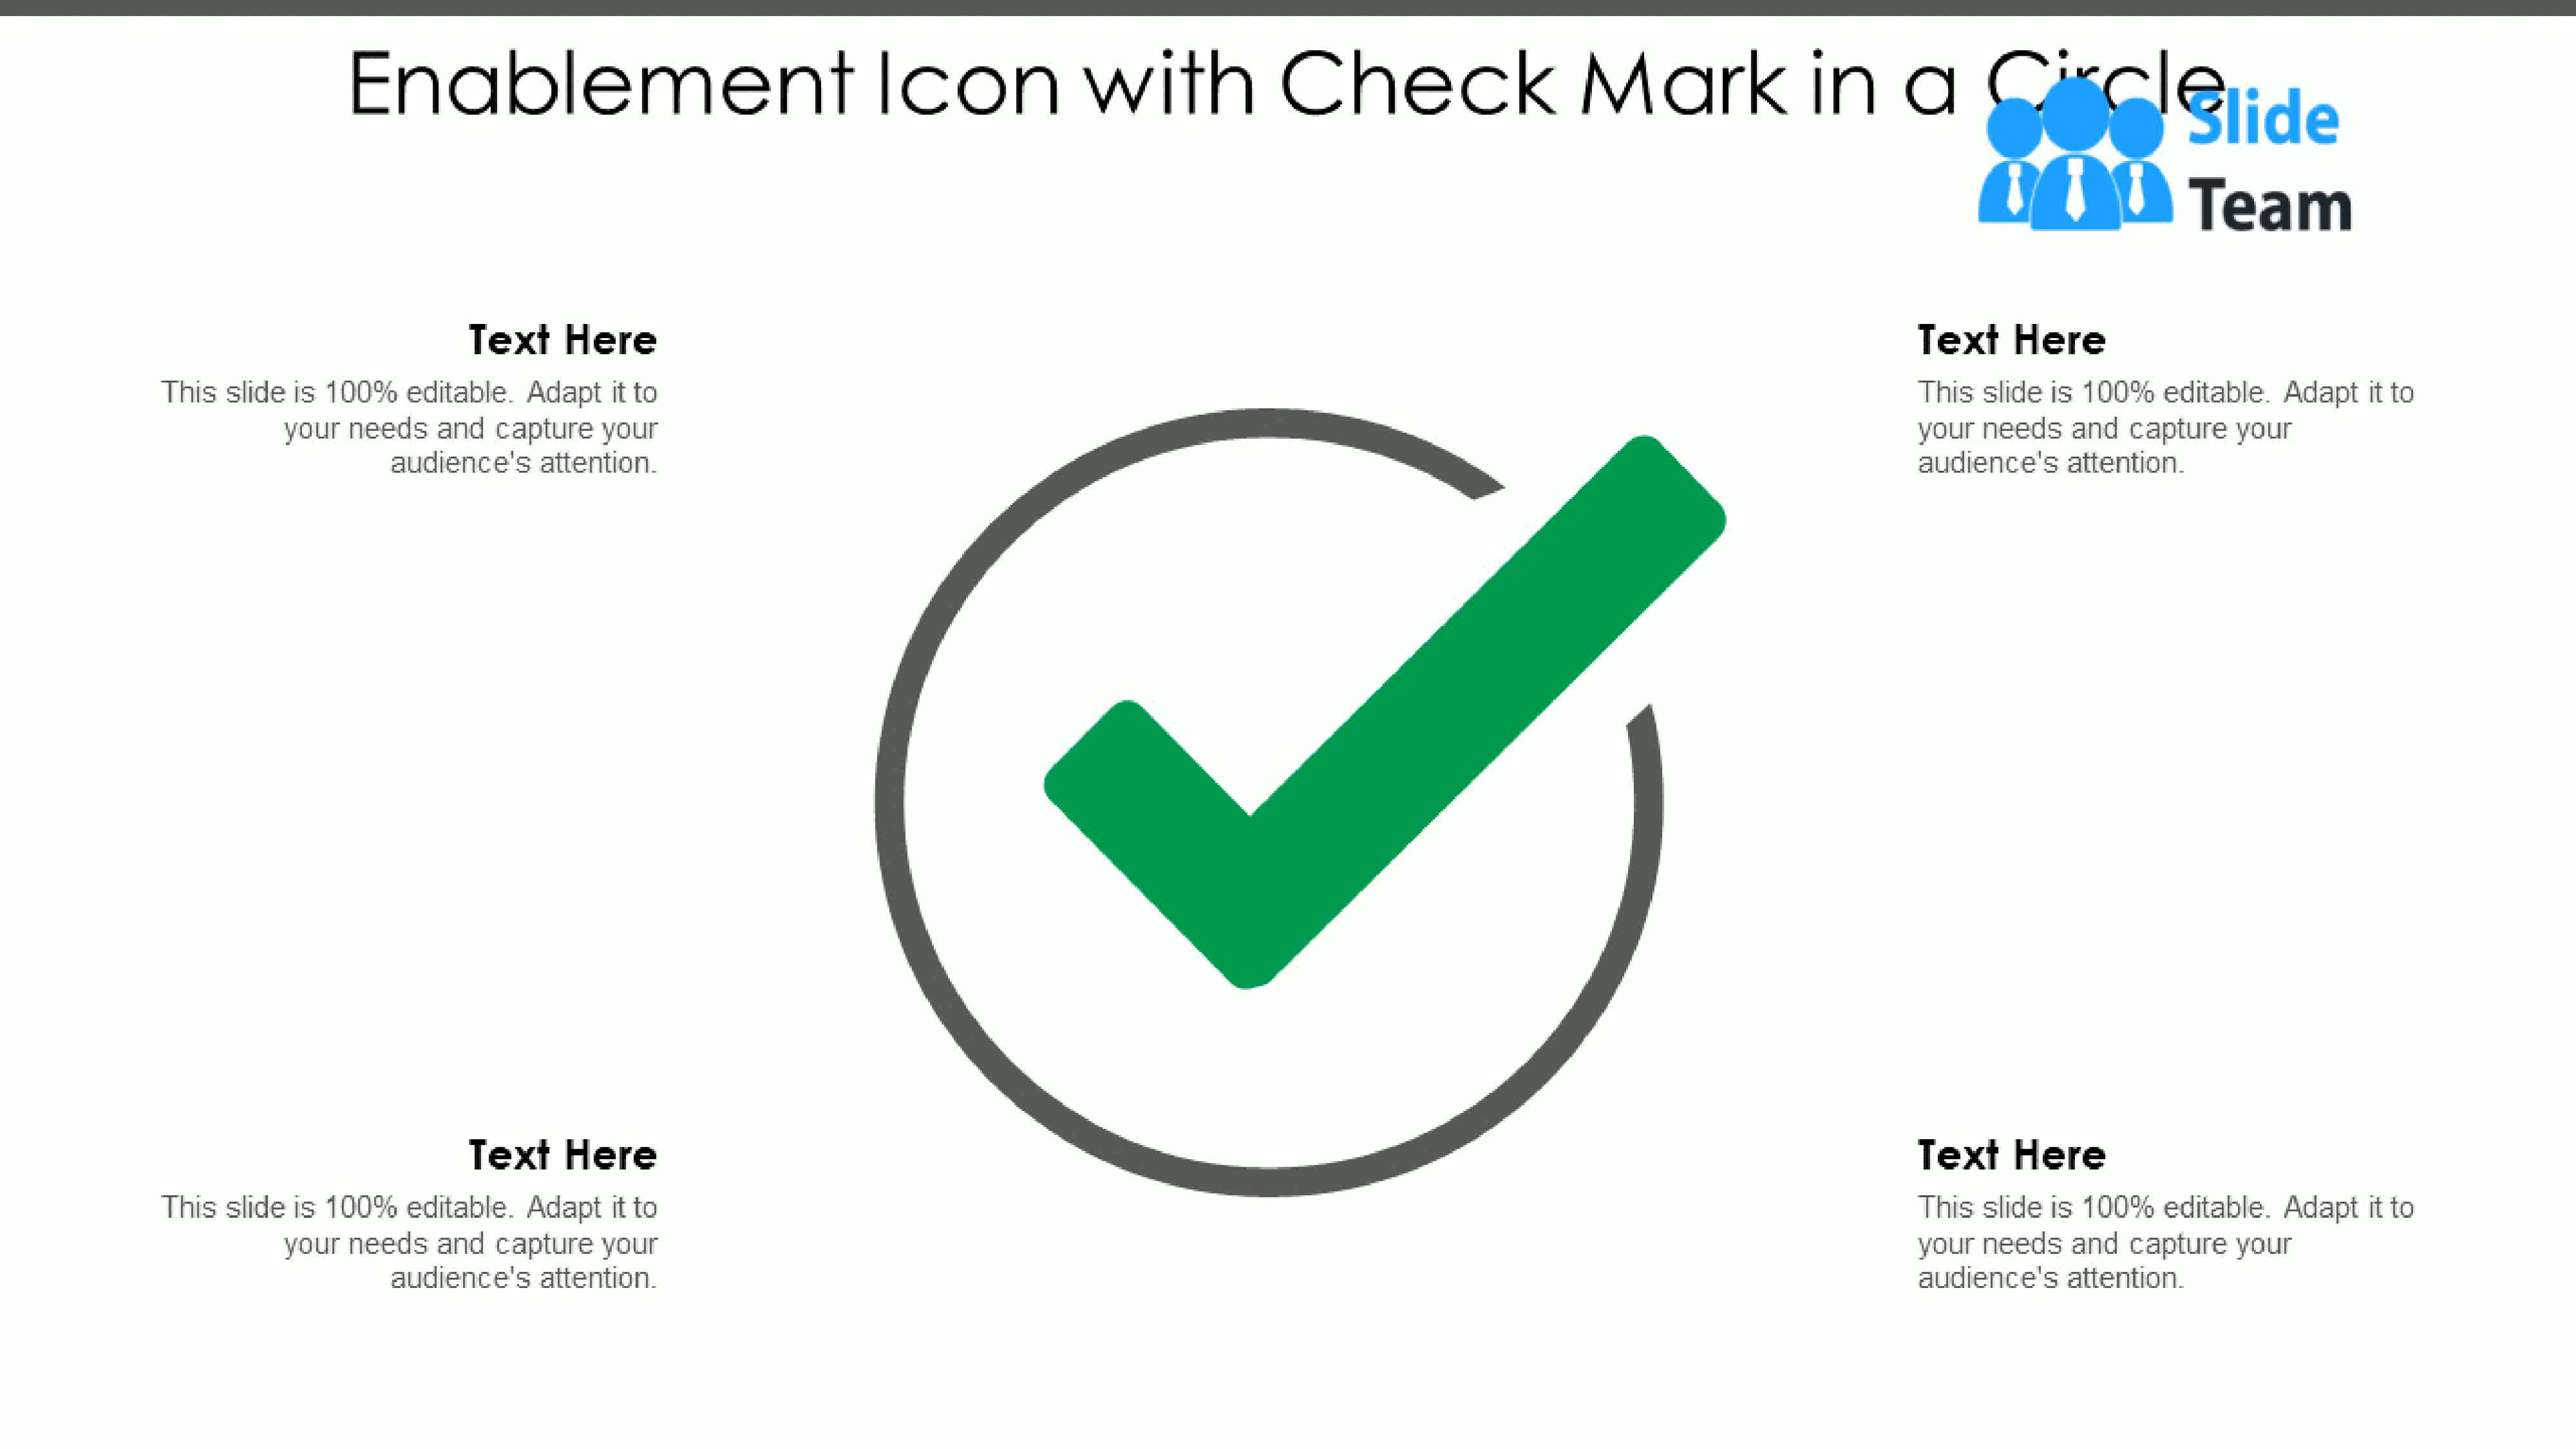 Enablement Icon with Check Mark in a Circle
Slide
Team
Text Here
This slide is 100% editable. Adapt it to
your needs and capture your
audience's attention.
Text Here
This slide is 100% editable. Adapt it to
your needs and capture your
audience's attention.
Text Here
This slide is 100% editable. Adapt it to
your needs and capture your
audience's attention.
Text Here
This slide is 100% editable. Adapt it to
your needs and capture your
audience's attention.